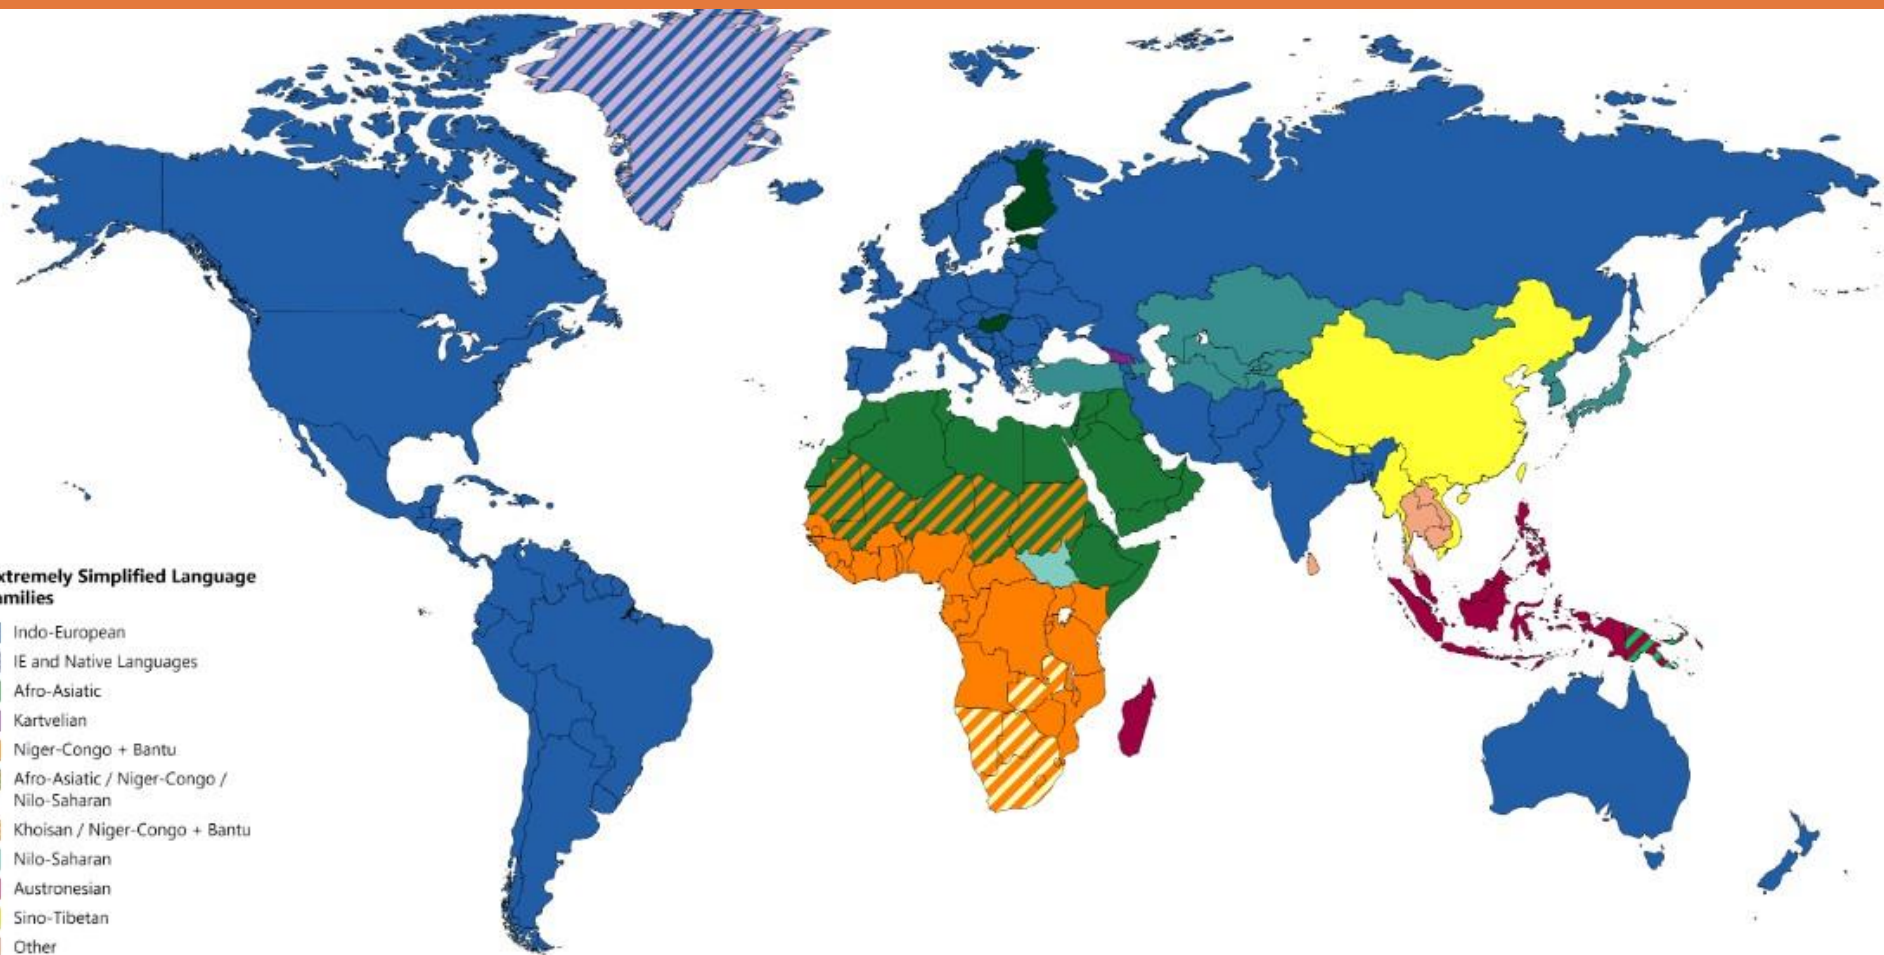 xtremely Simplified Language
amilies
Indo-European
IE and Native Languages
Afro-Asiatic
Kartvelian
Niger-Congo + Bantu
Afro-Asiatic / Niger-Congo /
Nilo-Saharan
Khoisan / Niger-Congo + Bantu
Nilo-Saharan
Austronesian
Sino-Tibetan
Other